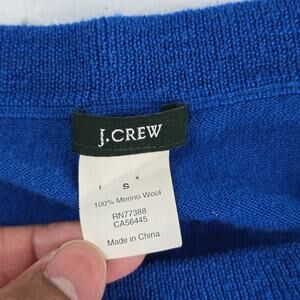 J.CREW
S
100% Merino Wool
RN77388
CA56445
Made in China